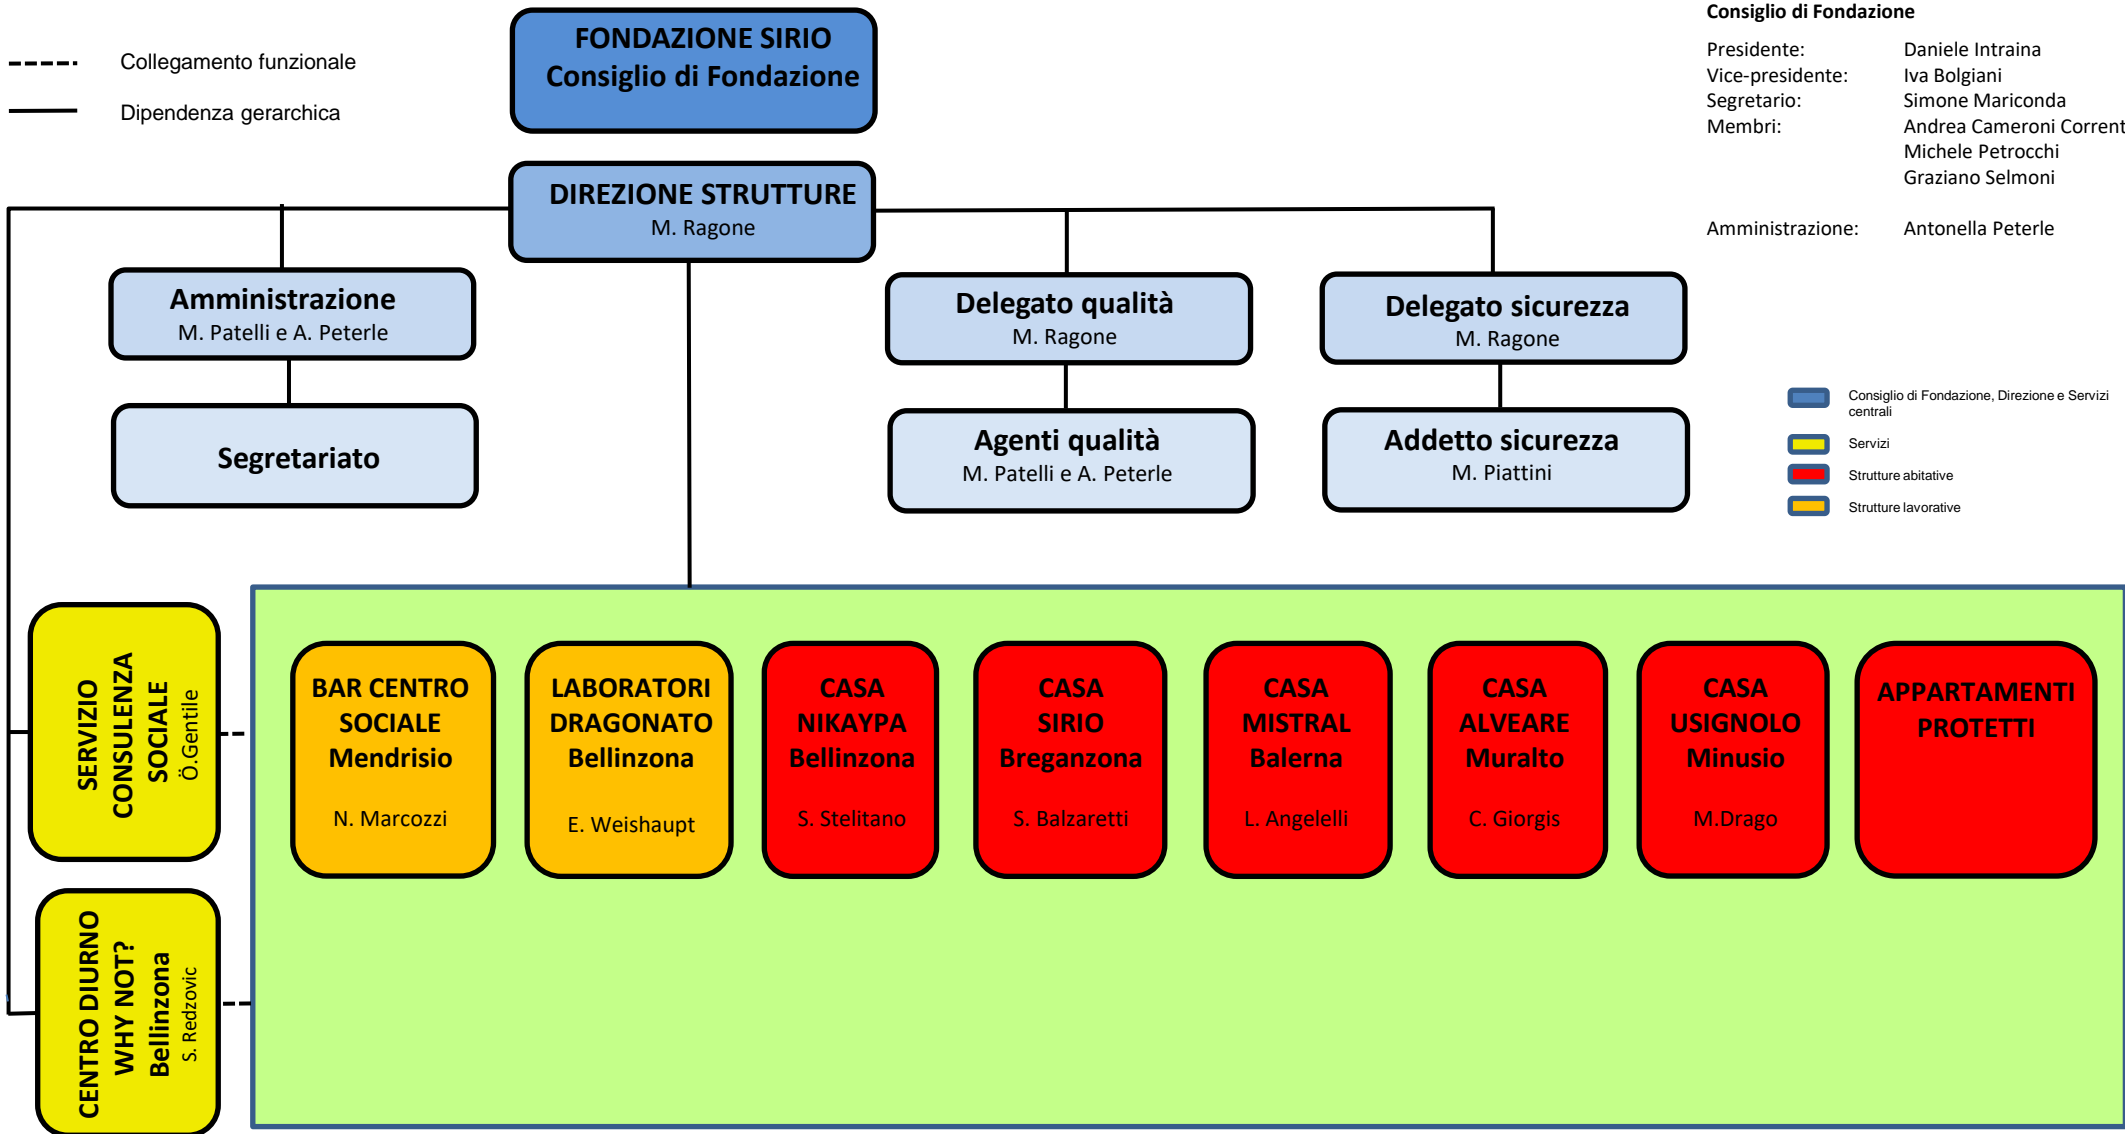 Collegamento funzionale
Dipendenza gerarchica
FONDAZIONE SIRIO
Consiglio di Fondazione
Consiglio di Fondazione
Presidente: Daniele Intraina
Vice-presidente: Iva Bolgiani
Segretario: Simone Mariconda
Membri: Andrea Cameroni Corrent
Michele Petrocchi
Graziano Selmoni
Amministrazione: Antonella Peterle
DIREZIONE STRUTTURE
M. Ragone
Amministrazione
M. Patelli e A. Peterle
Delegato qualità
M. Ragone
Delegato sicurezza
M. Ragone
Segretariato
Agenti qualità
M. Patelli e A. Peterle
Addetto sicurezza
M. Piattini
Consiglio di Fondazione, Direzione e Servizi
centrali
Servizi
Strutture abitative
Strutture lavorative
SERVIZIO
CONSULENZA
SOCIALE
Ö.Gentile
CENTRO DIURNO
WHY NOT?
Bellinzona
S. Redzovic
BAR CENTRO
SOCIALE
Mendrisio
N. Marcozzi
LABORATORI
DRAGONATO
Bellinzona
E. Weishaupt
CASA
NIKAYPA
Bellinzona
S. Stelitano
CASA
SIRIO
Breganzona
S. Balzaretti
CASA
MISTRAL
Balerna
L. Angelelli
CASA
ALVEARE
Muralto
C. Giorgis
CASA
USIGNOLO
Minusio
M.Drago
APPARTAMENTI
PROTETTI